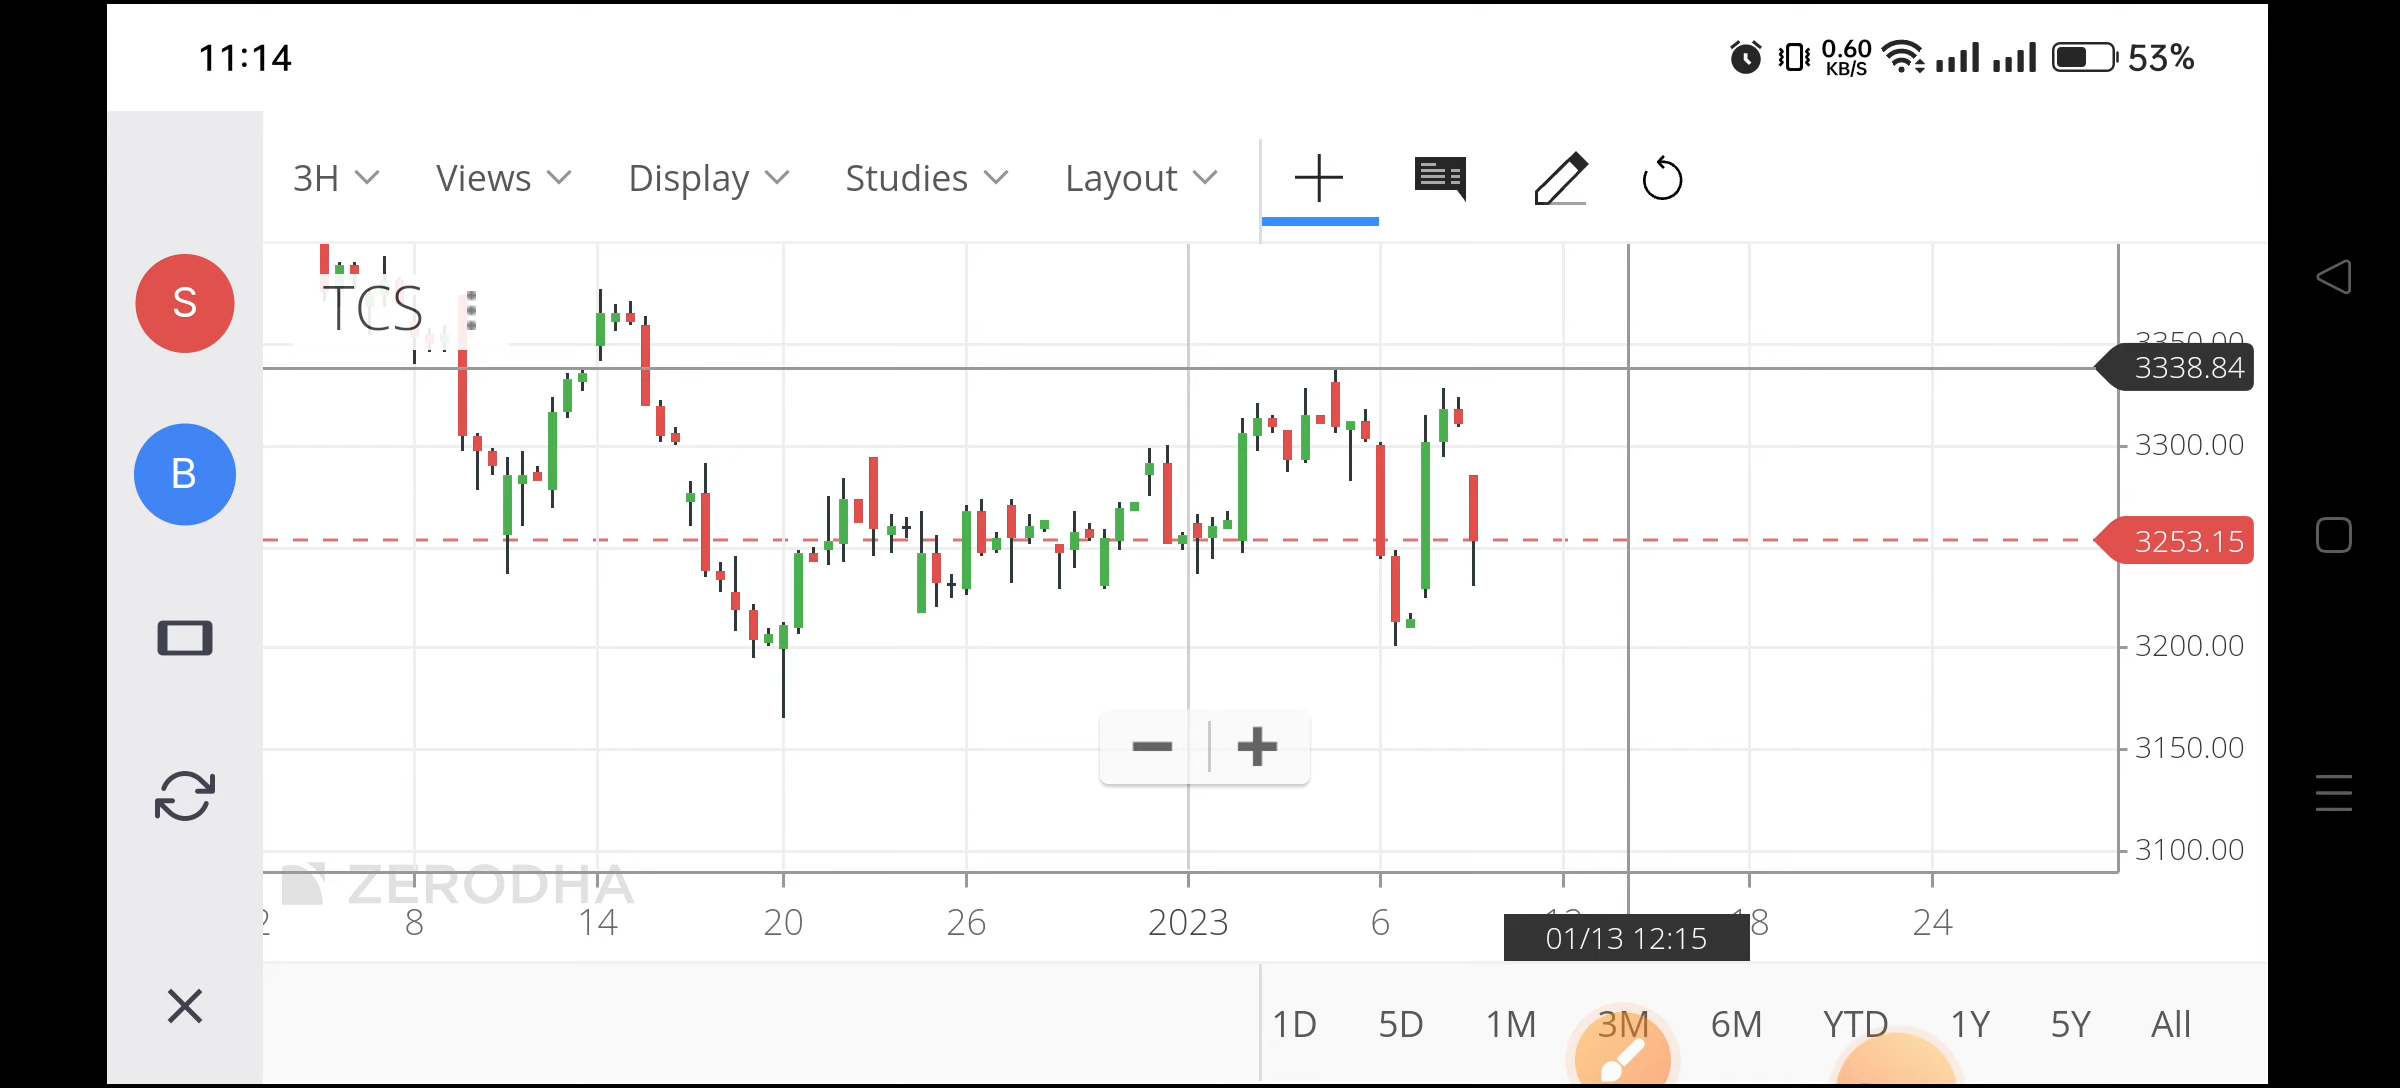 11:14
0.60
KB/S
53%
3H Views Display Studies Layout
S
TCS
3350.00
3338.84
B
3300.00
3253.15
3200.00
3150.00
3100.00
ZERODHA
8 14 20 26 2023 6 24
01/13 12:15
1D 5D 1M 3M 6M YTD 1Y 5Y All